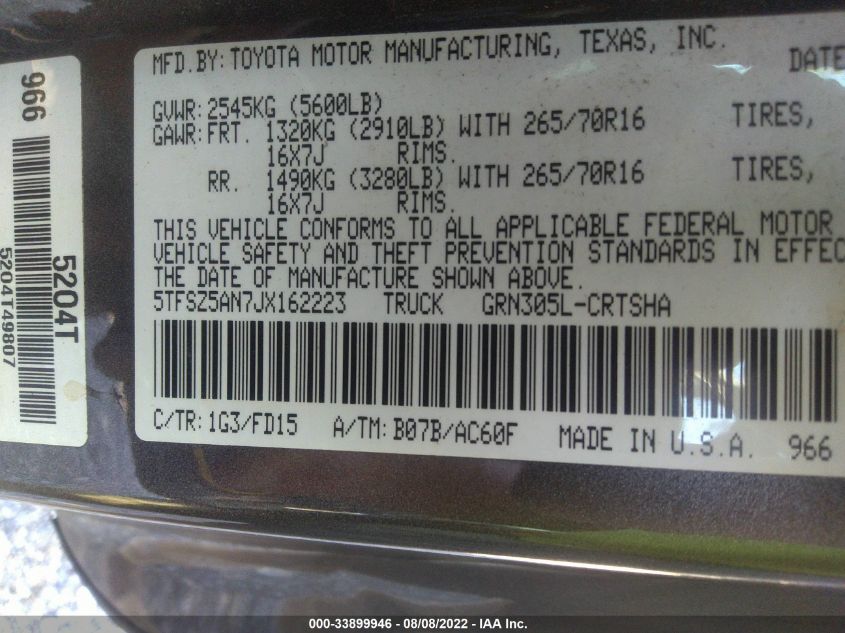 MFD.BY: TOYOTA MOTOR MANUFACTURING, TEXAS, INC. DATE
GVWR: 2545KG (5600LB)
GAWR: FRT. 1320KG (2910LB) WITH 265/70R16 TIRES,
16X7J RIMS.
RR. 1490KG (3280LB) WITH 265/70R16 TIRES,
16X7J RIMS.
THIS VEHICLE CONFORMS TO ALL APPLICABLE FEDERAL MOTOR
VEHICLE SAFETY AND THEFT PREVENTION STANDARDS IN EFFEC
THE DATE OF MANUFACTURE SHOWN ABOVE.
5TFSZ5AN7JX162223 TRUCK GRN305L-CRTSHA
C/TR: 1G3/FD15 A/TM: B07B/AC60F MADE IN U.S.A. 966
966
5204T
5204T49807
000-33899946 - 08/08/2022 - IAA Inc.